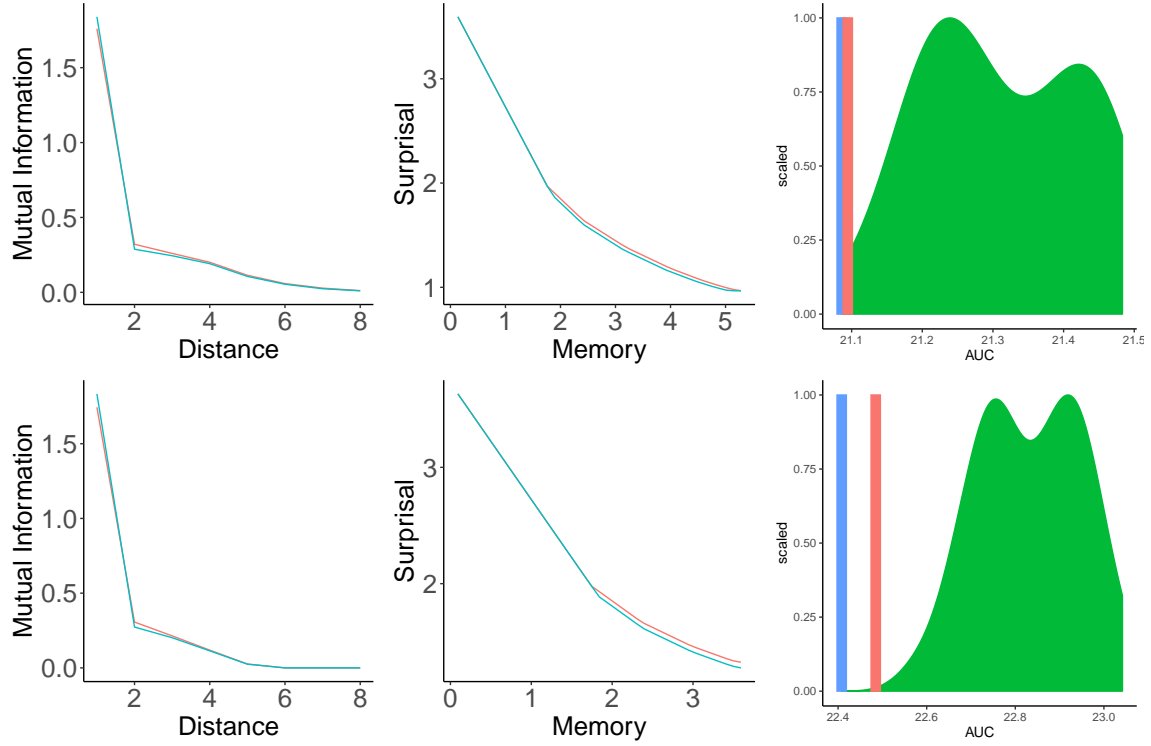 Mutual Information
1.5
1.0
0.5
0.0
2 4 6 8
Distance
Surprisal
3
2
1
0 1 2 3 4 5
Memory
scaled
1.00
0.75
0.50
0.25
0.00
21.1 21.2 21.3 21.4 21.5
AUC
Mutual Information
1.5
1.0
0.5
0.0
2 4 6 8
Distance
Surprisal
3
2
0 1 2 3
Memory
scaled
1.00
0.75
0.50
0.25
0.00
22.4 22.6 22.8 23.0
AUC